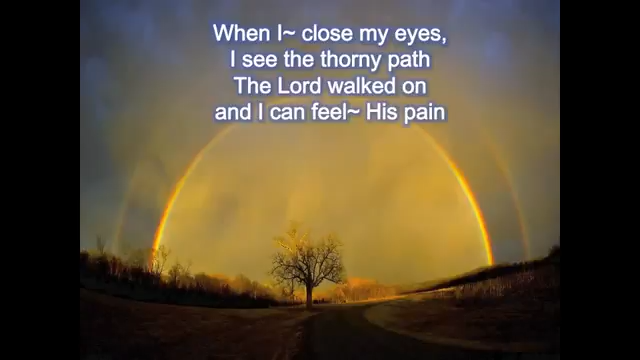 When I~ close my eyes,
I see the thorny path
The Lord walked on
and I can feel~ His pain